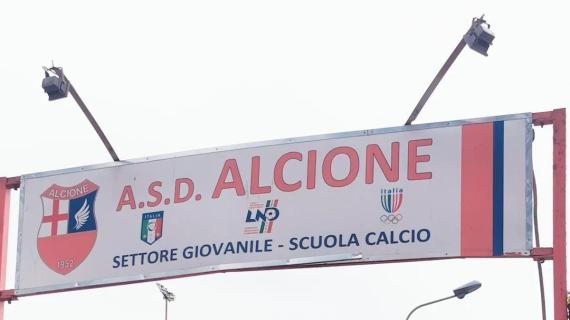 A.S.D. ALCIONE
ALCIONE
1952
ITALIA
LND
italia
SETTORE GIOVANILE - SCUOLA CALCIO